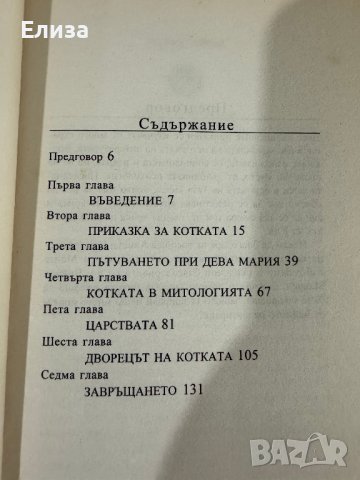 Елиза
Съдържание
Предговор 6
Първа глава
ВЪВЕДЕНИЕ 7
Втора глава
ПРИКАЗКА ЗА КОТКАТА 15
Трета глава
ПЪТУВАНЕТО ПРИ ДЕВА МАРИЯ 39
Четвърта глава
КОТКАТА В МИТОЛОГИЯТА 67
Пета глава
ЦАРСТВАТА 81
Шеста глава
ДВОРЕЦЪТ НА КОТКАТА 105
Седма глава
ЗАВРЪЩАНЕТО 131
BAZAR